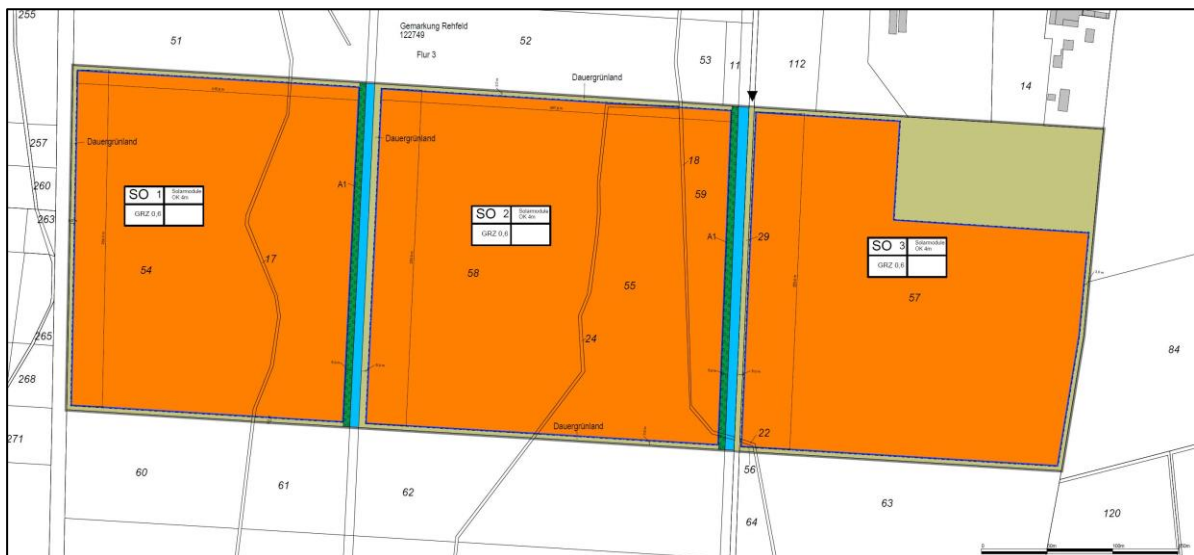 255
51
Gemarkung Rehfeld
122749
Flur 3
52
53
11
112
14
Dauergrünland
257
Dauergrünland
Dauergrünland
260
263
SO 1
Solarmodule
OK 4m
GRZ 0,6
A1
SO 2
Solarmodule
OK 4m
GRZ 0,6
18
59
A1
29
SO 3
Solarmodule
OK 4m
GRZ 0,6
54
17
58
55
57
24
265
268
271
84
Dauergrünland
22
60
61
62
56
64
63
120
0